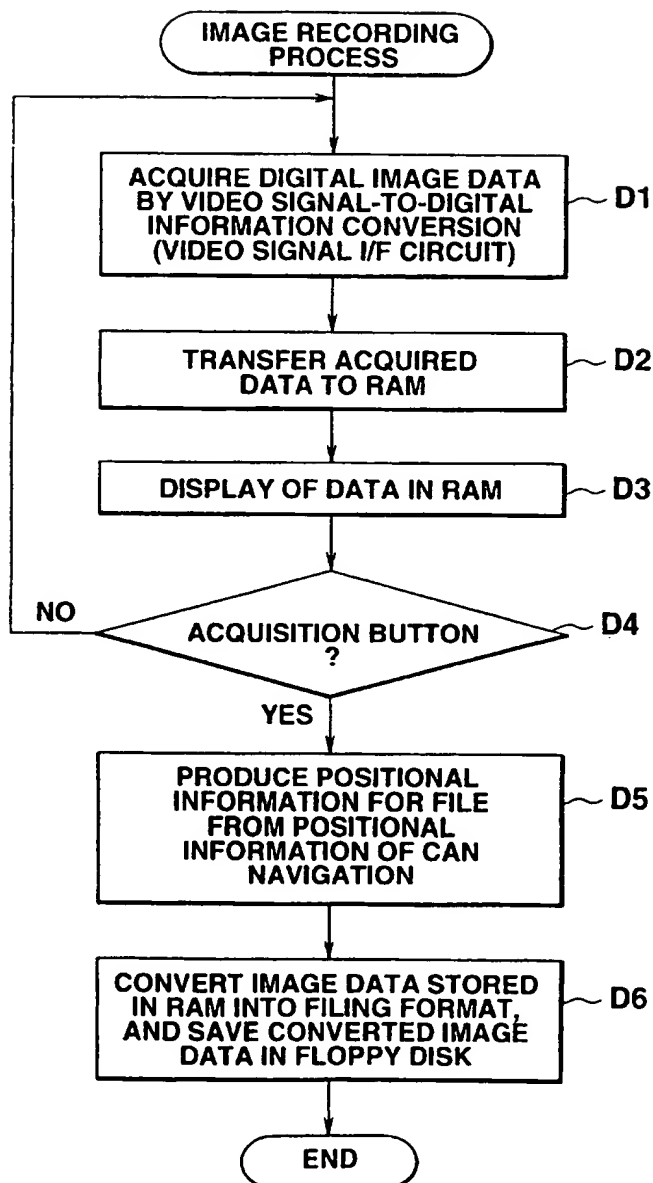 IMAGE RECORDING
PROCESS
ACQUIRE DIGITAL IMAGE DATA
BY VIDEO SIGNAL-TO-DIGITAL
INFORMATION CONVERSION
(VIDEO SIGNAL I/F CIRCUIT)
D1
TRANSFER ACQUIRED
DATA TO RAM
D2
DISPLAY OF DATA IN RAM
D3
NO
ACQUISITION BUTTON
?
D4
YES
PRODUCE POSITIONAL
INFORMATION FOR FILE
FROM POSITIONAL
INFORMATION OF CAN
NAVIGATION
D5
CONVERT IMAGE DATA STORED
IN RAM INTO FILING FORMAT,
AND SAVE CONVERTED IMAGE
DATA IN FLOPPY DISK
D6
END